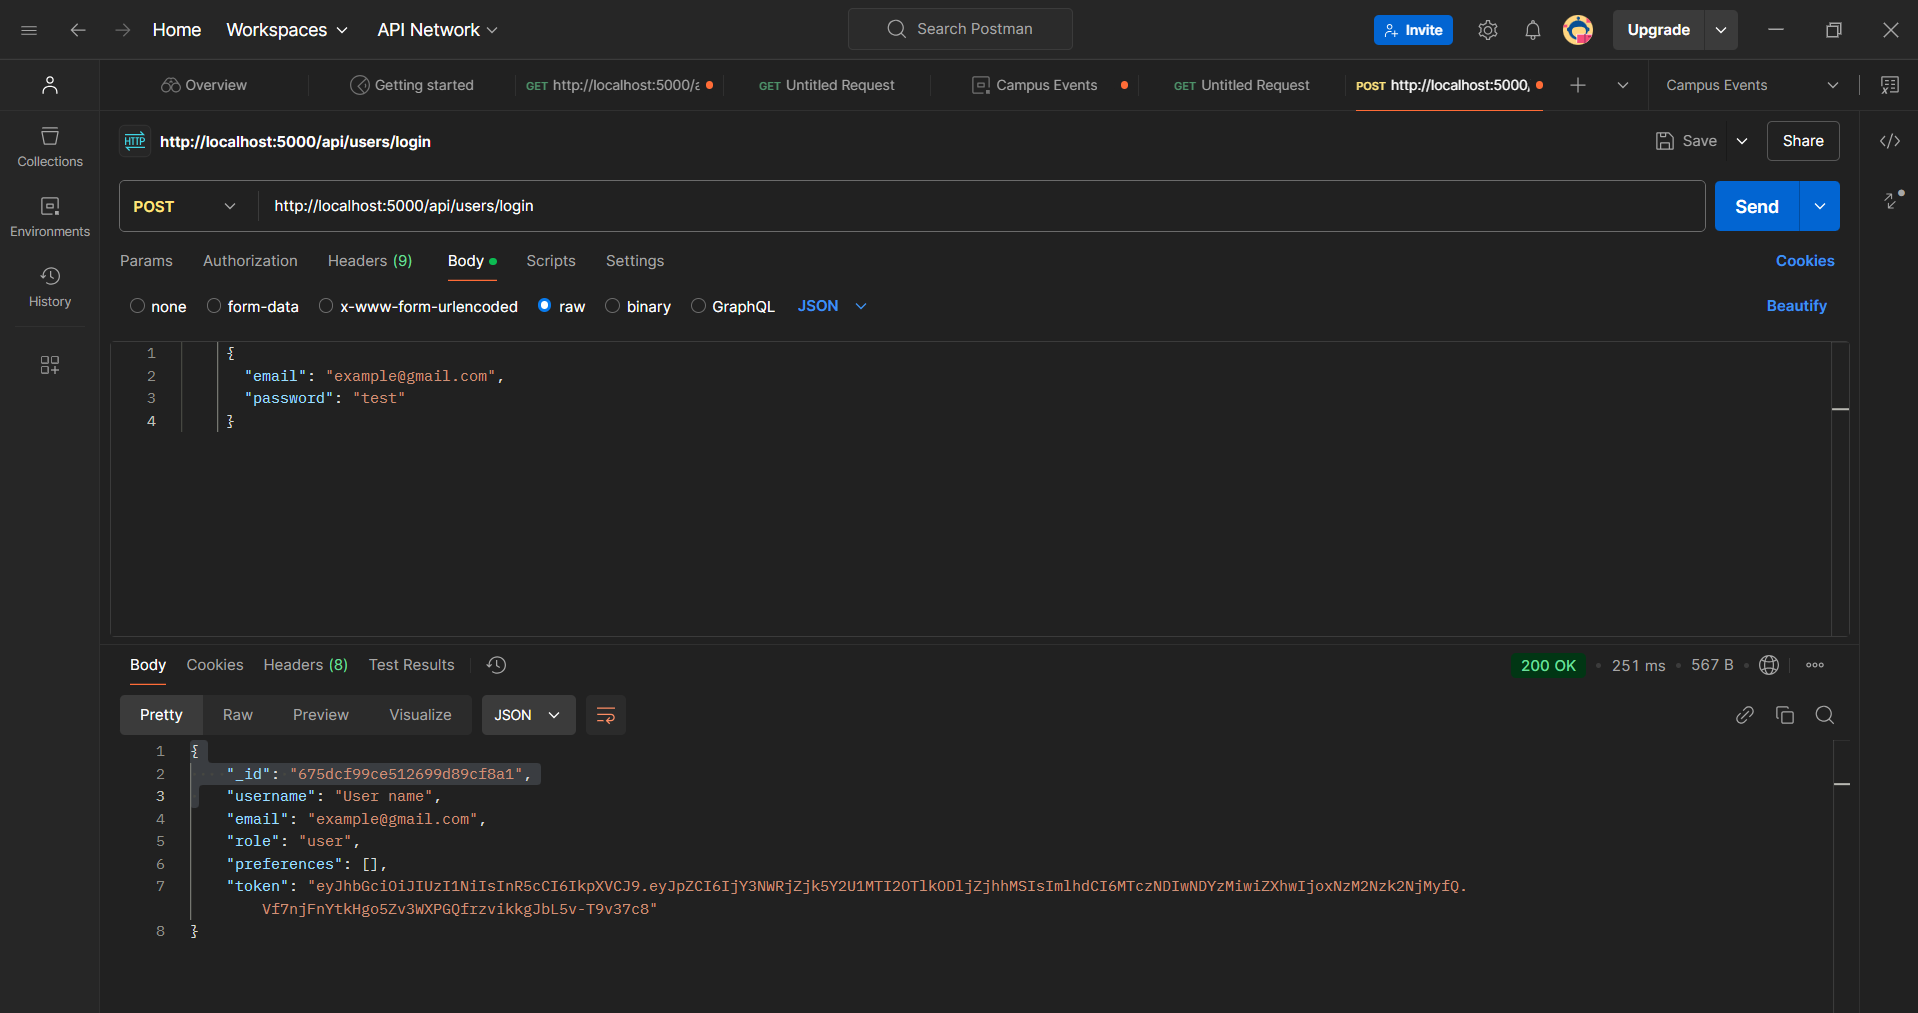 Home Workspaces API Network Search Postman Invite Upgrade
Overview Getting started GET http://localhost:5000/a GET Untitled Request Campus Events GET Untitled Request POST http://localhost:5000, Campus Events
HTTP http://localhost:5000/api/users/login Save Share
Collections
POST http://localhost:5000/api/users/login Send
Environments
Params Authorization Headers (9) Body Scripts Settings Cookies
History
none form-data x-www-form-urlencoded raw binary GraphQL JSON Beautify
1 {
2 "email": "example@gmail.com",
3 "password": "test"
4 }
Body Cookies Headers (8) Test Results 200 OK • 251 ms • 567 B •
Pretty Raw Preview Visualize JSON
1 {
2 "_id": "675dcf99ce512699d89cf8a1",
3 "username": "User name",
4 "email": "example@gmail.com",
5 "role": "user",
6 "preferences": [],
7 "token": "eyJhbGciOiJIUzI1NiIsInR5cCI6IkpXVCJ9.eyJpZCI6IjY3NWRjZjk5Y2U1MTI2OTlkODljZjhhMSIsImlhdCI6MTczNDIwNDYzMiwiZXhwIjoxNzM2Nzk2NjMyfQ.
Vf7njFnYtkHgo5Zv3WXPGQfrzvikkgJbL5v-T9v37c8"
8 }